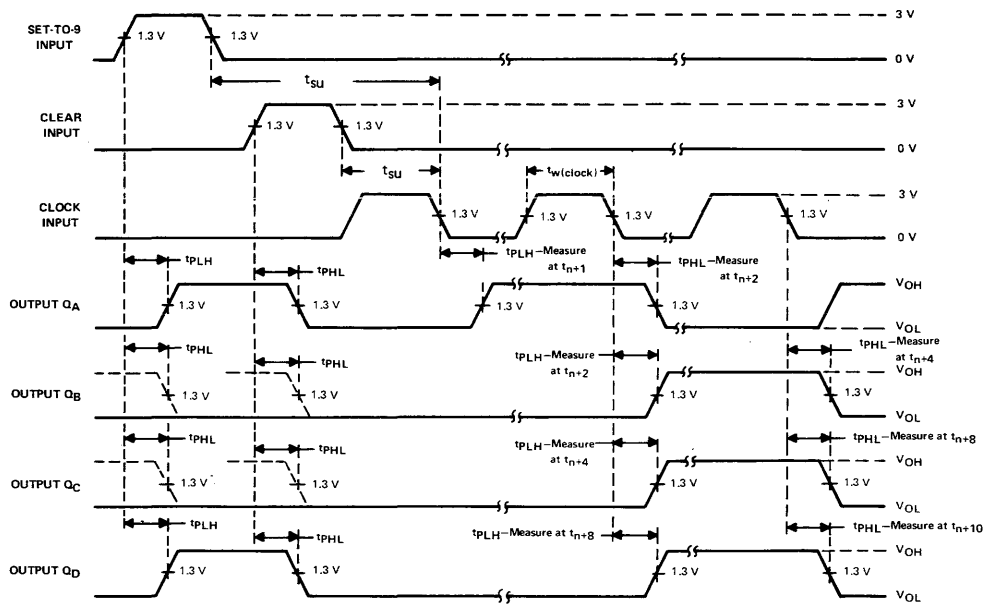 SET-TO-9
INPUT
1.3 V
1.3 V
3 V
0 V
tsu
CLEAR
INPUT
1.3 V
1.3 V
3 V
0 V
tsu
tw(clock)
CLOCK
INPUT
1.3 V
1.3 V
1.3 V
1.3 V
3 V
0 V
tPLH
tPHL
tPLH–Measure
at tn+1
tPHL–Measure
at tn+2
OUTPUT QA
1.3 V
1.3 V
1.3 V
1.3 V
VOH
VOL
tPHL
tPHL
tPLH–Measure
at tn+2
tPHL–Measure
at tn+4
OUTPUT QB
1.3 V
1.3 V
1.3 V
1.3 V
VOH
VOL
tPHL
tPHL
tPLH–Measure
at tn+4
tPHL–Measure at tn+8
OUTPUT QC
1.3 V
1.3 V
1.3 V
1.3 V
VOH
VOL
tPLH
tPHL
tPLH–Measure at tn+8
tPHL–Measure at tn+10
OUTPUT QD
1.3 V
1.3 V
1.3 V
1.3 V
VOH
VOL